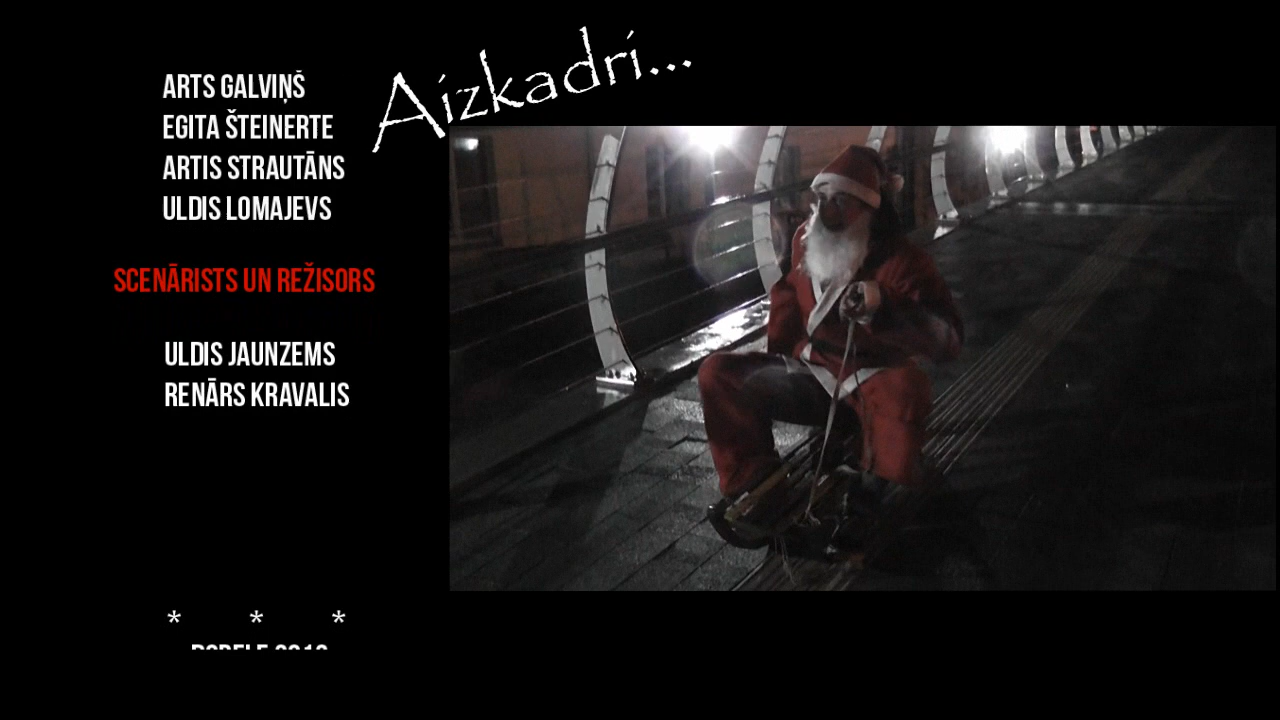 Aizkadri...
ARTS GALVIŅŠ
EGITA ŠTEINERTE
ARTIS STRAUTĀNS
ULDIS LOMAJEVS
SCENĀRISTS UN REŽISORS
ULDIS JAUNZEMS
RENĀRS KRAVALIS
* * *